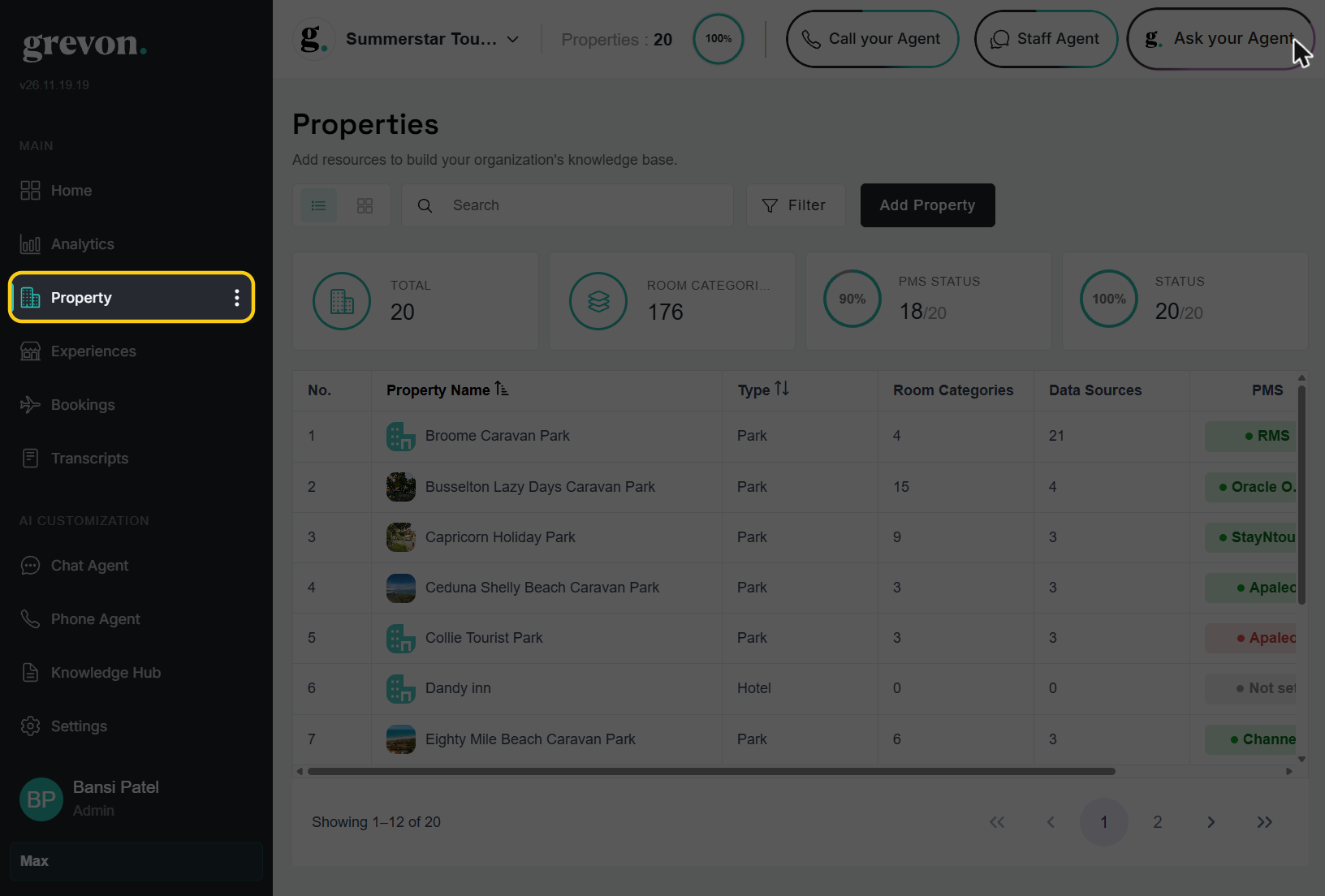 grevon.
v26.11.19.19
MAIN
Home
Analytics
Property
Experiences
Bookings
Transcripts
AI CUSTOMIZATION
Chat Agent
Phone Agent
Knowledge Hub
Settings
BP
Bansi Patel
Admin
Max
g. Summerstar Tou... Properties : 20 100% Call your Agent Staff Agent g. Ask your Agent
Properties
Add resources to build your organization's knowledge base.
Search Filter Add Property
TOTAL
20
ROOM CATEGORI...
176
90% PMS STATUS
18/20
100% STATUS
20/20
No. Property Name Type Room Categories Data Sources PMS
1 Broome Caravan Park Park 4 21 RMS
2 Busselton Lazy Days Caravan Park Park 15 4 Oracle O.
3 Capricorn Holiday Park Park 9 3 StayNtou
4 Ceduna Shelly Beach Caravan Park Park 3 3 Apaleo
5 Collie Tourist Park Park 3 3 Apaleo
6 Dandy inn Hotel 0 0 Not set
7 Eighty Mile Beach Caravan Park Park 6 3 Channe
Showing 1–12 of 20 1 2